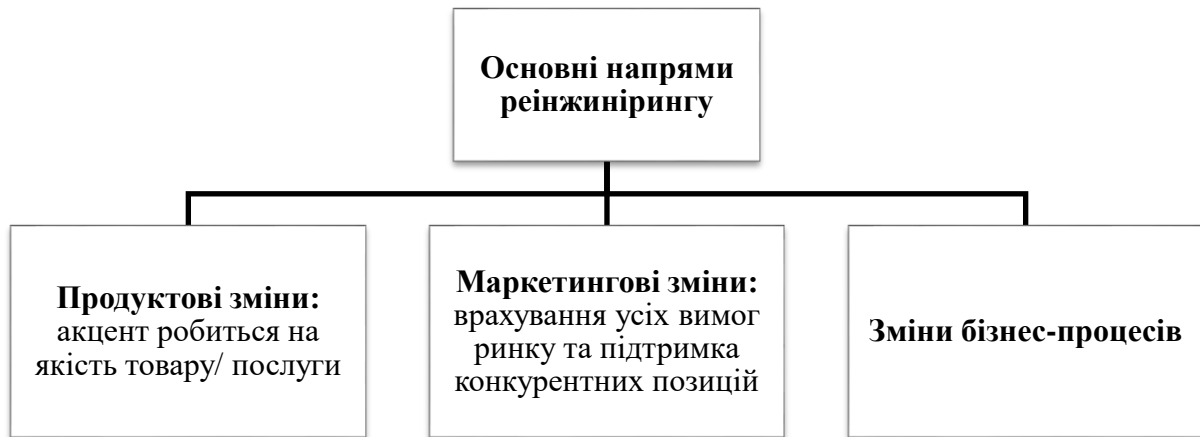 Основні напрями
реінжинірингу
Продуктові зміни:
акцент робиться на
якість товару/ послуги
Маркетингові зміни:
врахування усіх вимог
ринку та підтримка
конкурентних позицій
Зміни бізнес-процесів